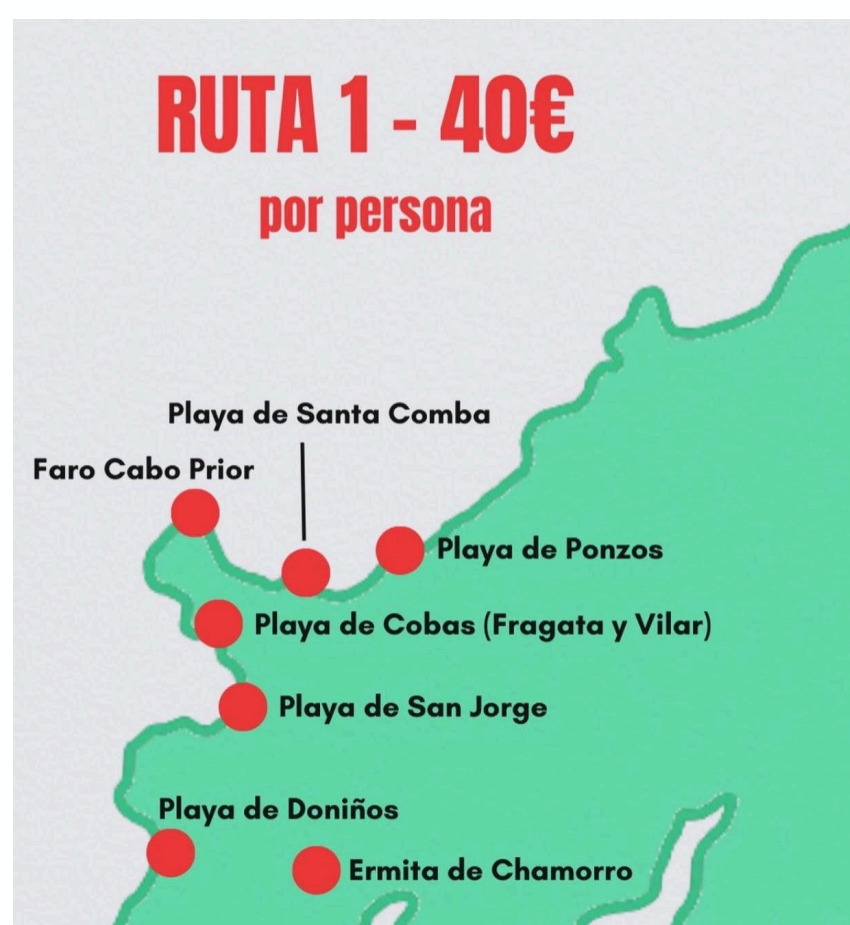 RUTA 1 - 40€
por persona
Playa de Santa Comba
Faro Cabo Prior
Playa de Ponzos
Playa de Cobas (Fragata y Vilar)
Playa de San Jorge
Playa de Doniños
Ermita de Chamorro